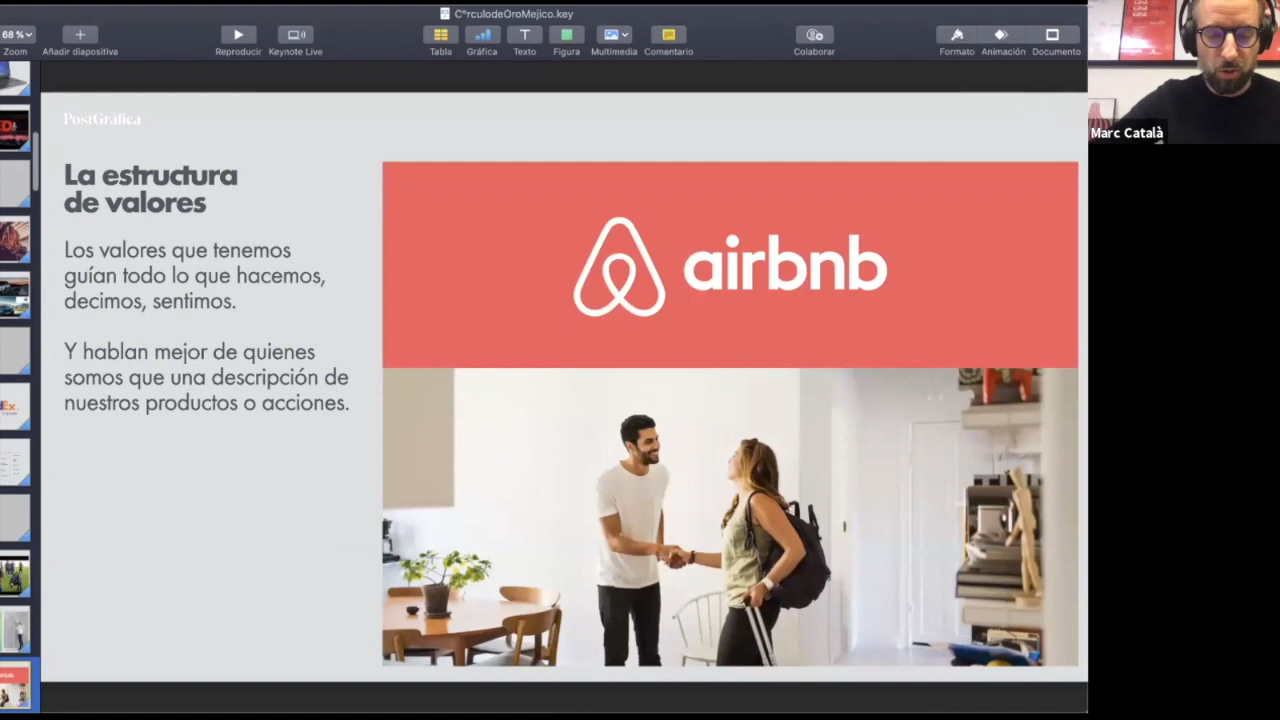 C°rculodeOroMejico.key
68 %
Zoom
Añadir diapositiva
Reproducir
Keynote Live
Tabla
Gráfica
Texto
Figura
Multimedia
Comentario
Colaborar
Formato
Animación
Documento
Marc Català
PostGráfica
La estructura
de valores
Los valores que tenemos
guían todo lo que hacemos,
decimos, sentimos.
Y hablan mejor de quienes
somos que una descripción de
nuestros productos o acciones.
airbnb